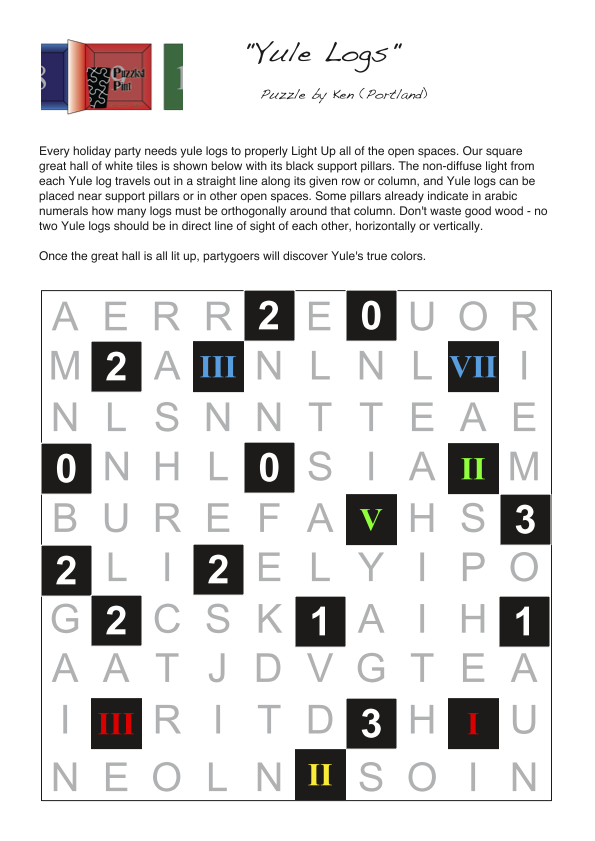 8
9
1
Puzzled
Pint
"Yule Logs"
Puzzle by Ken (Portland)
Every holiday party needs yule logs to properly Light Up all of the open spaces. Our square
great hall of white tiles is shown below with its black support pillars. The non-diffuse light from
each Yule log travels out in a straight line along its given row or column, and Yule logs can be
placed near support pillars or in other open spaces. Some pillars already indicate in arabic
numerals how many logs must be orthogonally around that column. Don't waste good wood - no
two Yule logs should be in direct line of sight of each other, horizontally or vertically.
Once the great hall is all lit up, partygoers will discover Yule's true colors.
A E R R 2 E 0 U O R
M 2 A III N L N L VII I
N L S N N T T E A E
0 N H L 0 S I A II M
B U R E F A V H S 3
2 L I 2 E L Y I P O
G 2 C S K 1 A I H 1
A A T J D V G T E A
I III R I T D 3 H I U
N E O L N II S O I N